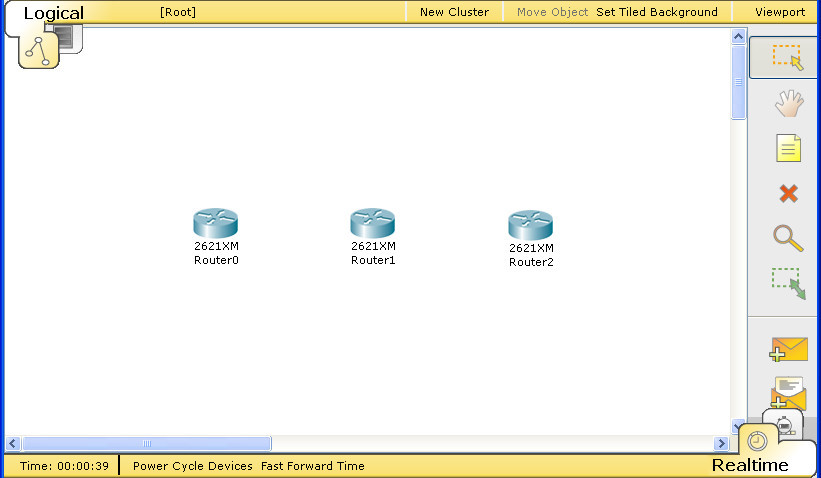 Logical [Root] New Cluster Move Object Set Tiled Background Viewport
2621XM 2621XM 2621XM
Router0 Router1 Router2
Time: 00:00:39 Power Cycle Devices Fast Forward Time Realtime